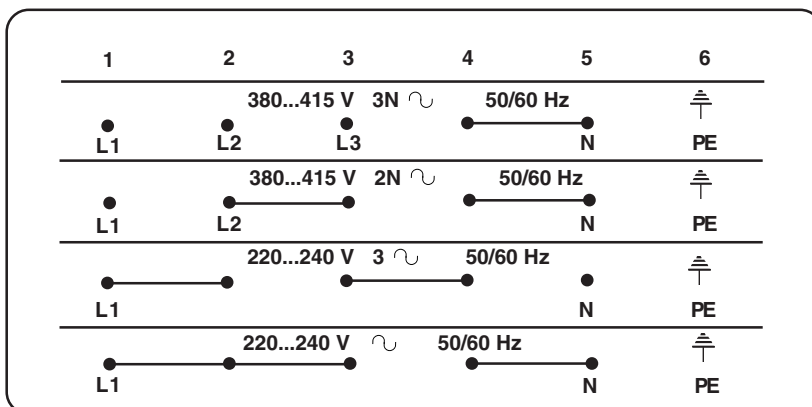 1 2 3 4 5 6
380...415 V 3N 50/60 Hz
L1 L2 L3 N PE
380...415 V 2N 50/60 Hz
L1 L2 N PE
220...240 V 3 50/60 Hz
L1 N PE
220...240 V 50/60 Hz
L1 N PE